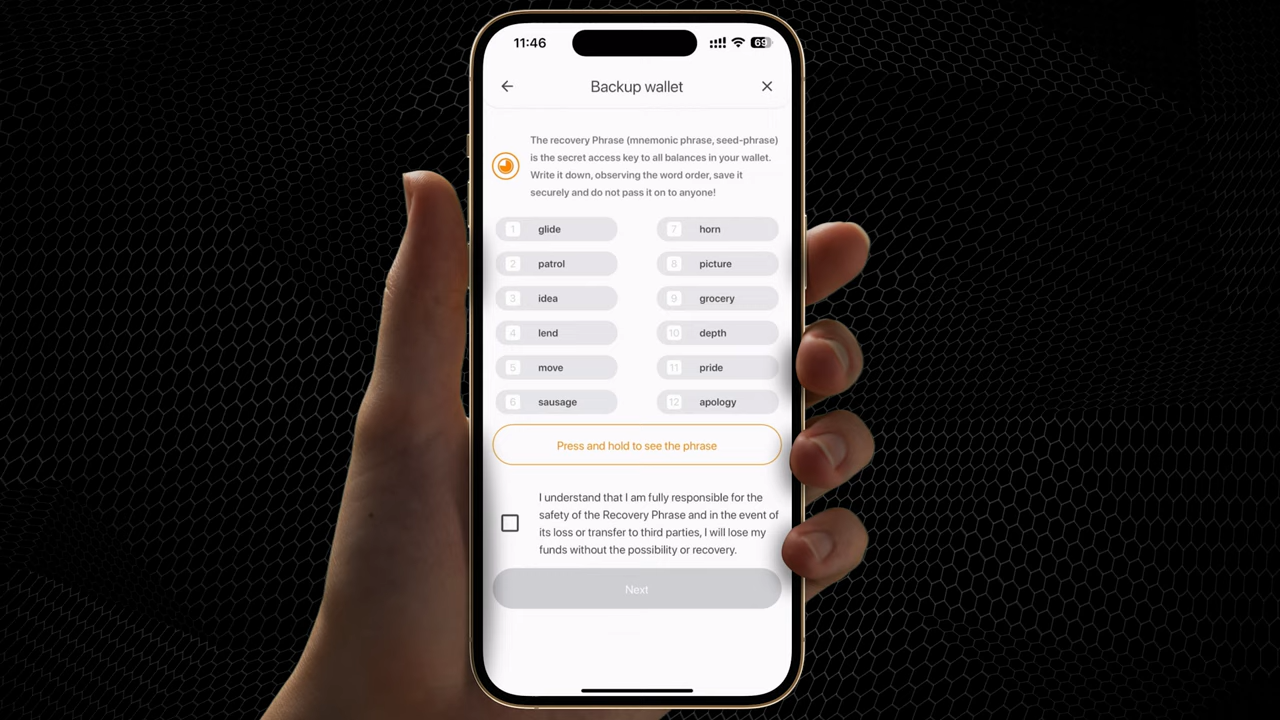 11:46
69
Backup wallet
The recovery Phrase (mnemonic phrase, seed-phrase)
is the secret access key to all balances in your wallet.
Write it down, observing the word order, save it
securely and do not pass it on to anyone!
1 glide
2 patrol
3 idea
4 lend
5 move
6 sausage
7 horn
8 picture
9 grocery
10 depth
11 pride
12 apology
Press and hold to see the phrase
I understand that I am fully responsible for the
safety of the Recovery Phrase and in the event of
its loss or transfer to third parties, I will lose my
funds without the possibility or recovery.
Next